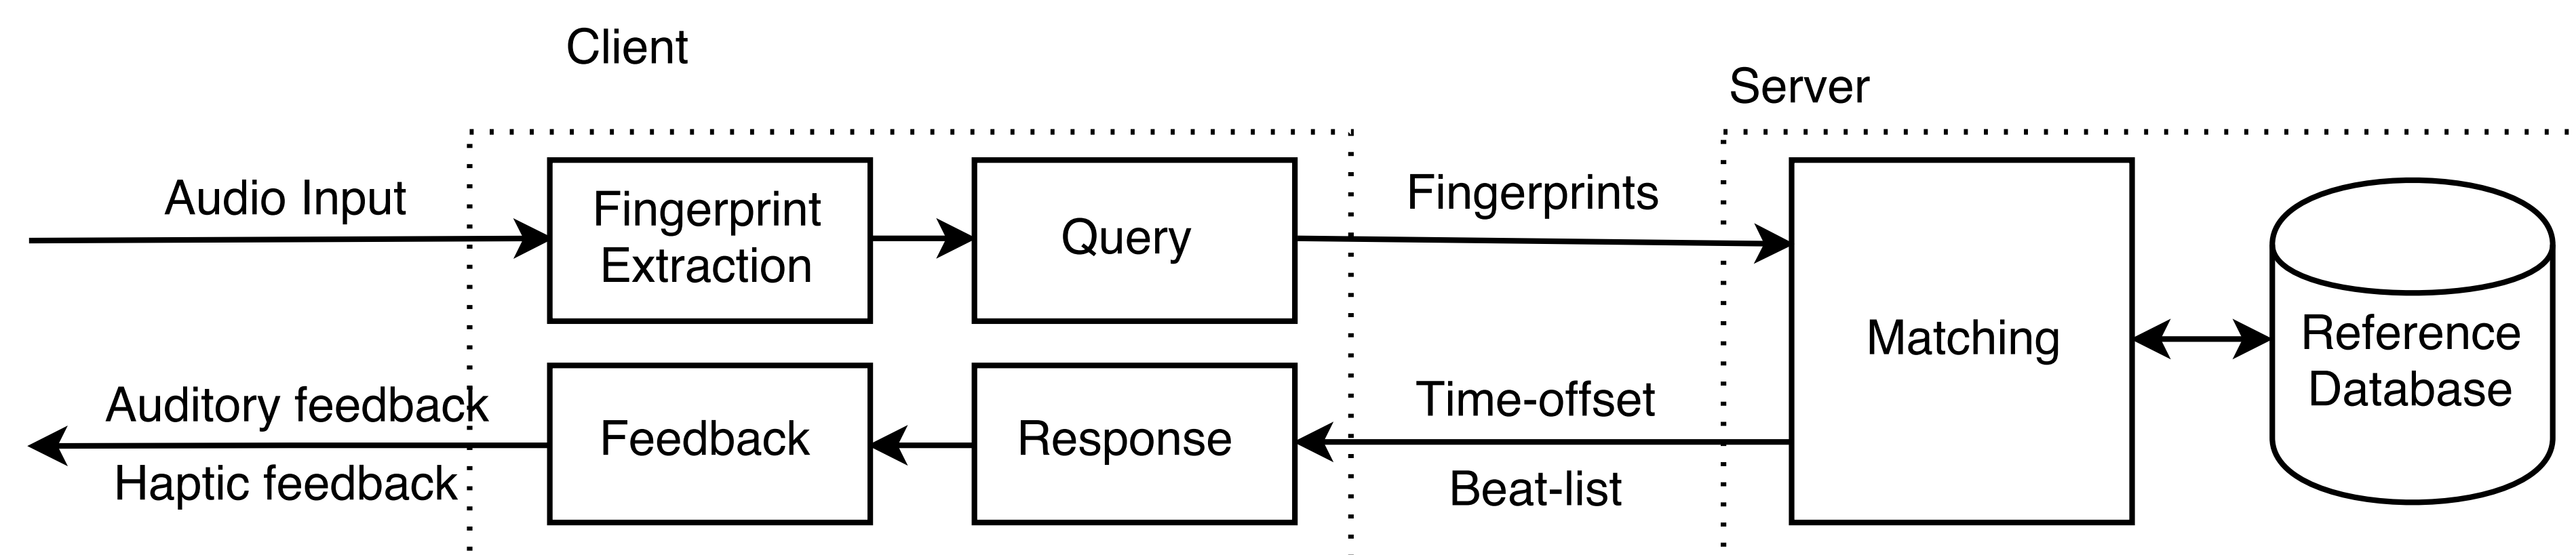 Client
Server
Audio Input
Fingerprint
Extraction
Query
Fingerprints
Matching
Reference
Database
Auditory feedback
Haptic feedback
Feedback
Response
Time-offset
Beat-list